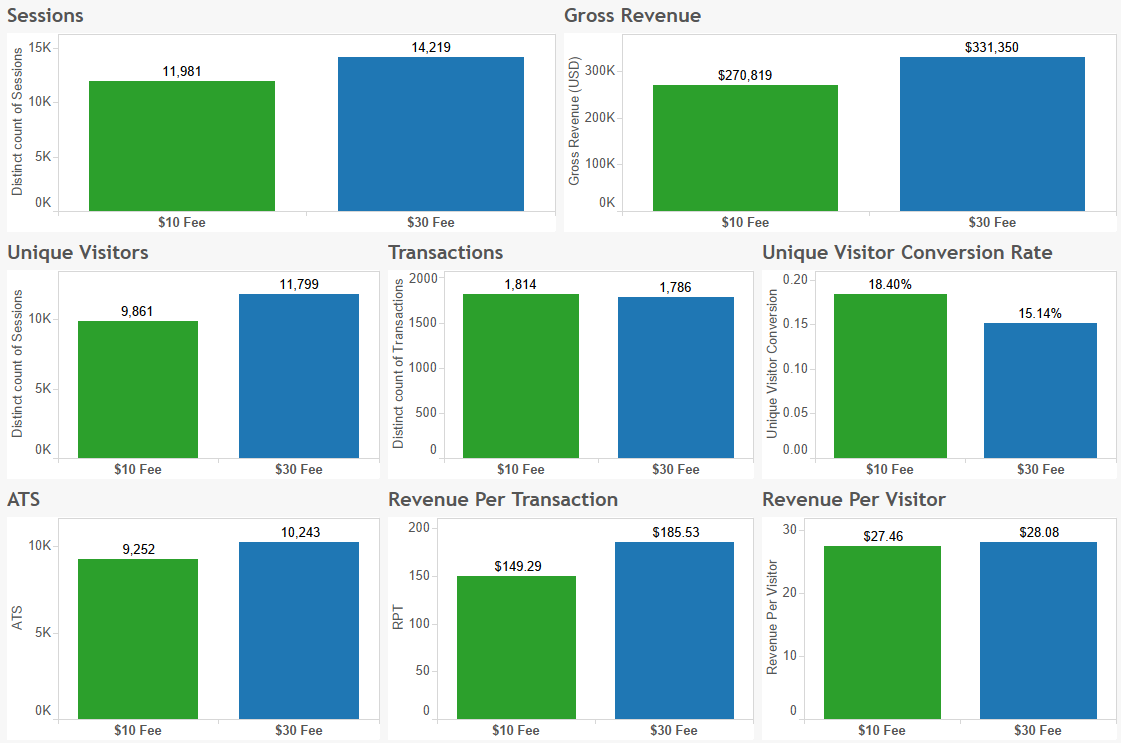 Sessions
Distinct count of Sessions
15K
10K
5K
0K
11,981
14,219
$10 Fee
$30 Fee
Gross Revenue
Gross Revenue (USD)
300K
200K
100K
0K
$270,819
$331,350
$10 Fee
$30 Fee
Unique Visitors
Distinct count of Sessions
10K
5K
0K
9,861
11,799
$10 Fee
$30 Fee
Transactions
Distinct count of Transactions
2000
1500
1000
500
0
1,814
1,786
$10 Fee
$30 Fee
Unique Visitor Conversion Rate
Unique Visitor Conversion
0.20
0.15
0.10
0.05
0.00
18.40%
15.14%
$10 Fee
$30 Fee
ATS
ATS
10K
5K
0K
9,252
10,243
$10 Fee
$30 Fee
Revenue Per Transaction
RPT
200
150
100
50
0
$149.29
$185.53
$10 Fee
$30 Fee
Revenue Per Visitor
Revenue Per Visitor
30
20
10
0
$27.46
$28.08
$10 Fee
$30 Fee